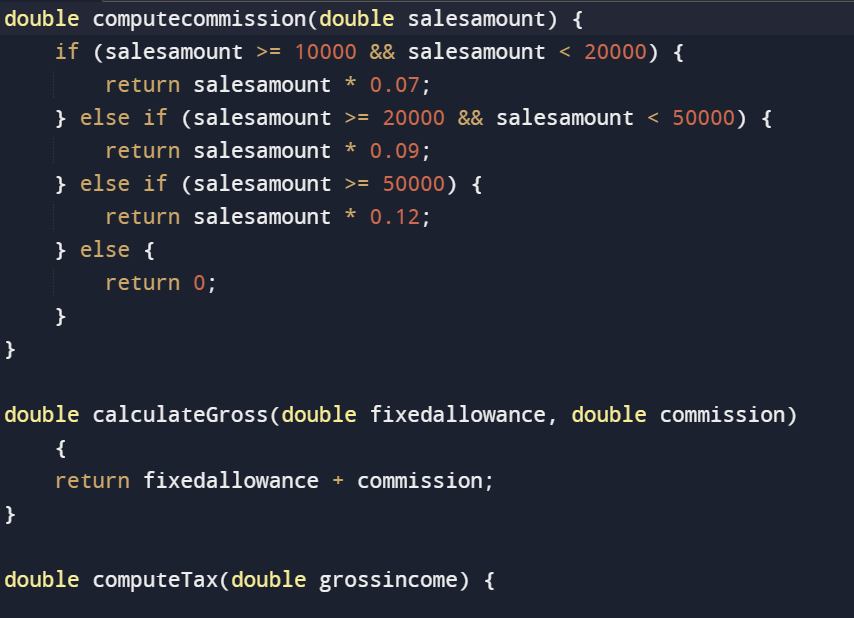 double computecommission(double salesamount) {
    if (salesamount >= 10000 && salesamount < 20000) {
        return salesamount * 0.07;
    } else if (salesamount >= 20000 && salesamount < 50000) {
        return salesamount * 0.09;
    } else if (salesamount >= 50000) {
        return salesamount * 0.12;
    } else {
        return 0;
    }
}

double calculateGross(double fixedallowance, double commission)
    {
    return fixedallowance + commission;
}

double computeTax(double grossincome) {